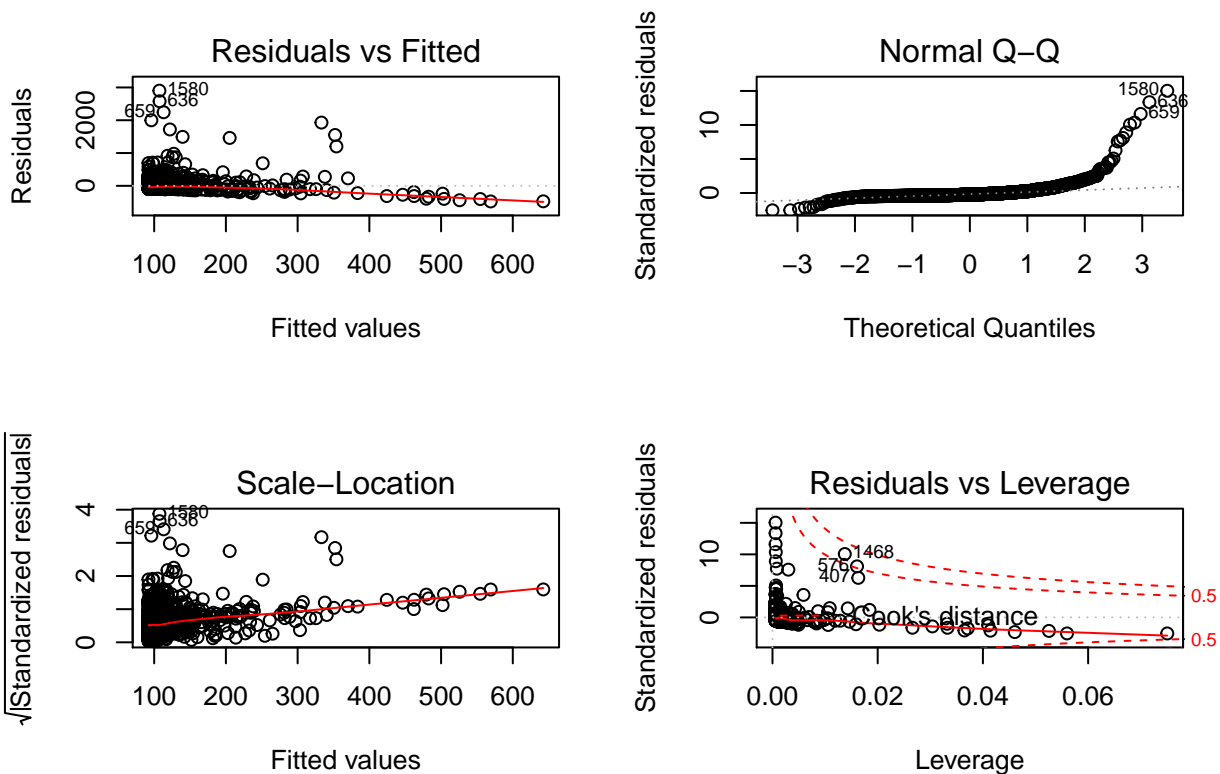 Residuals vs Fitted
Residuals
2000
0
1580
636
659
100 200 300 400 500 600
Fitted values
Normal Q−Q
Standardized residuals
10
0
1580
636
659
−3 −2 −1 0 1 2 3
Theoretical Quantiles
Scale−Location
√|Standardized residuals|
4
2
0
1580
636
659
100 200 300 400 500 600
Fitted values
Residuals vs Leverage
Standardized residuals
10
0
1468
576
407
Cook's distance
0.5
0.5
0.00 0.02 0.04 0.06
Leverage